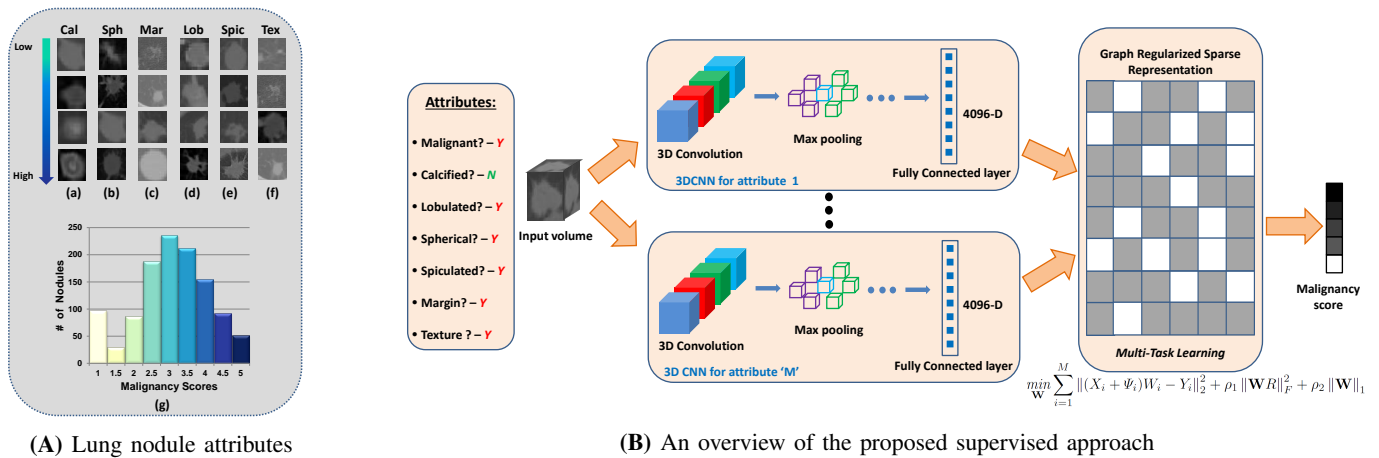 Cal Sph Mar Lob Spic Tex
Low
High
(a) (b) (c) (d) (e) (f)
# of Nodules
250
200
150
100
50
0
1 1.5 2 2.5 3 3.5 4 4.5 5
Malignancy Scores
(g)
(A) Lung nodule attributes
Attributes:
• Malignant? – Y
• Calcified? – N
• Lobulated? – Y
• Spherical? – Y
• Spiculated? – Y
• Margin? – Y
• Texture ? – Y
Input volume
3D Convolution
Max pooling
4096-D
Fully Connected layer
3DCNN for attribute 1
3D Convolution
Max pooling
4096-D
Fully Connected layer
3D CNN for attribute ‘M’
Graph Regularized Sparse
Representation
Multi-Task Learning
Malignancy
score
min_W ∑_{i=1}^{M} ‖(X_i + Ψ_i)W_i − Y_i‖_2^2 + ρ_1 ‖WR‖_F^2 + ρ_2 ‖W‖_1
(B) An overview of the proposed supervised approach